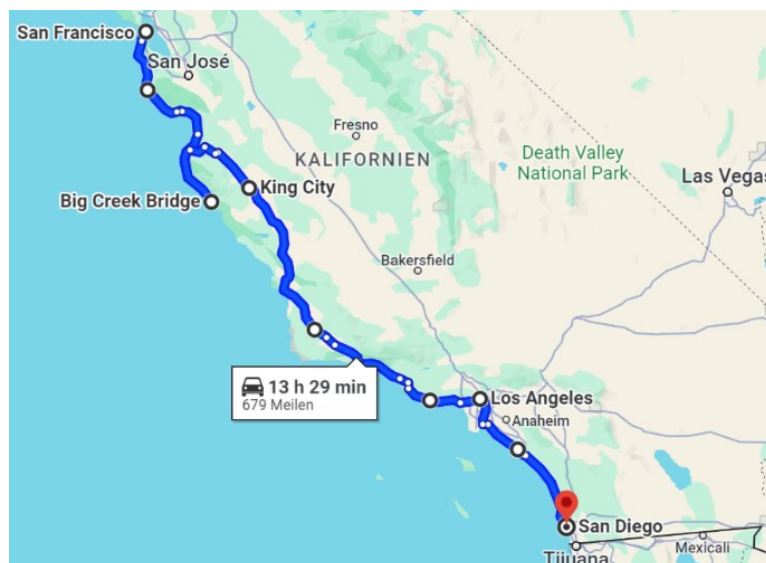 San Francisco
San José
Fresno
KALIFORNIEN
Death Valley
National Park
Las Vegas
King City
Big Creek Bridge
Bakersfield
13 h 29 min
679 Meilen
Los Angeles
Anaheim
San Diego
Mexicali
Tijuana